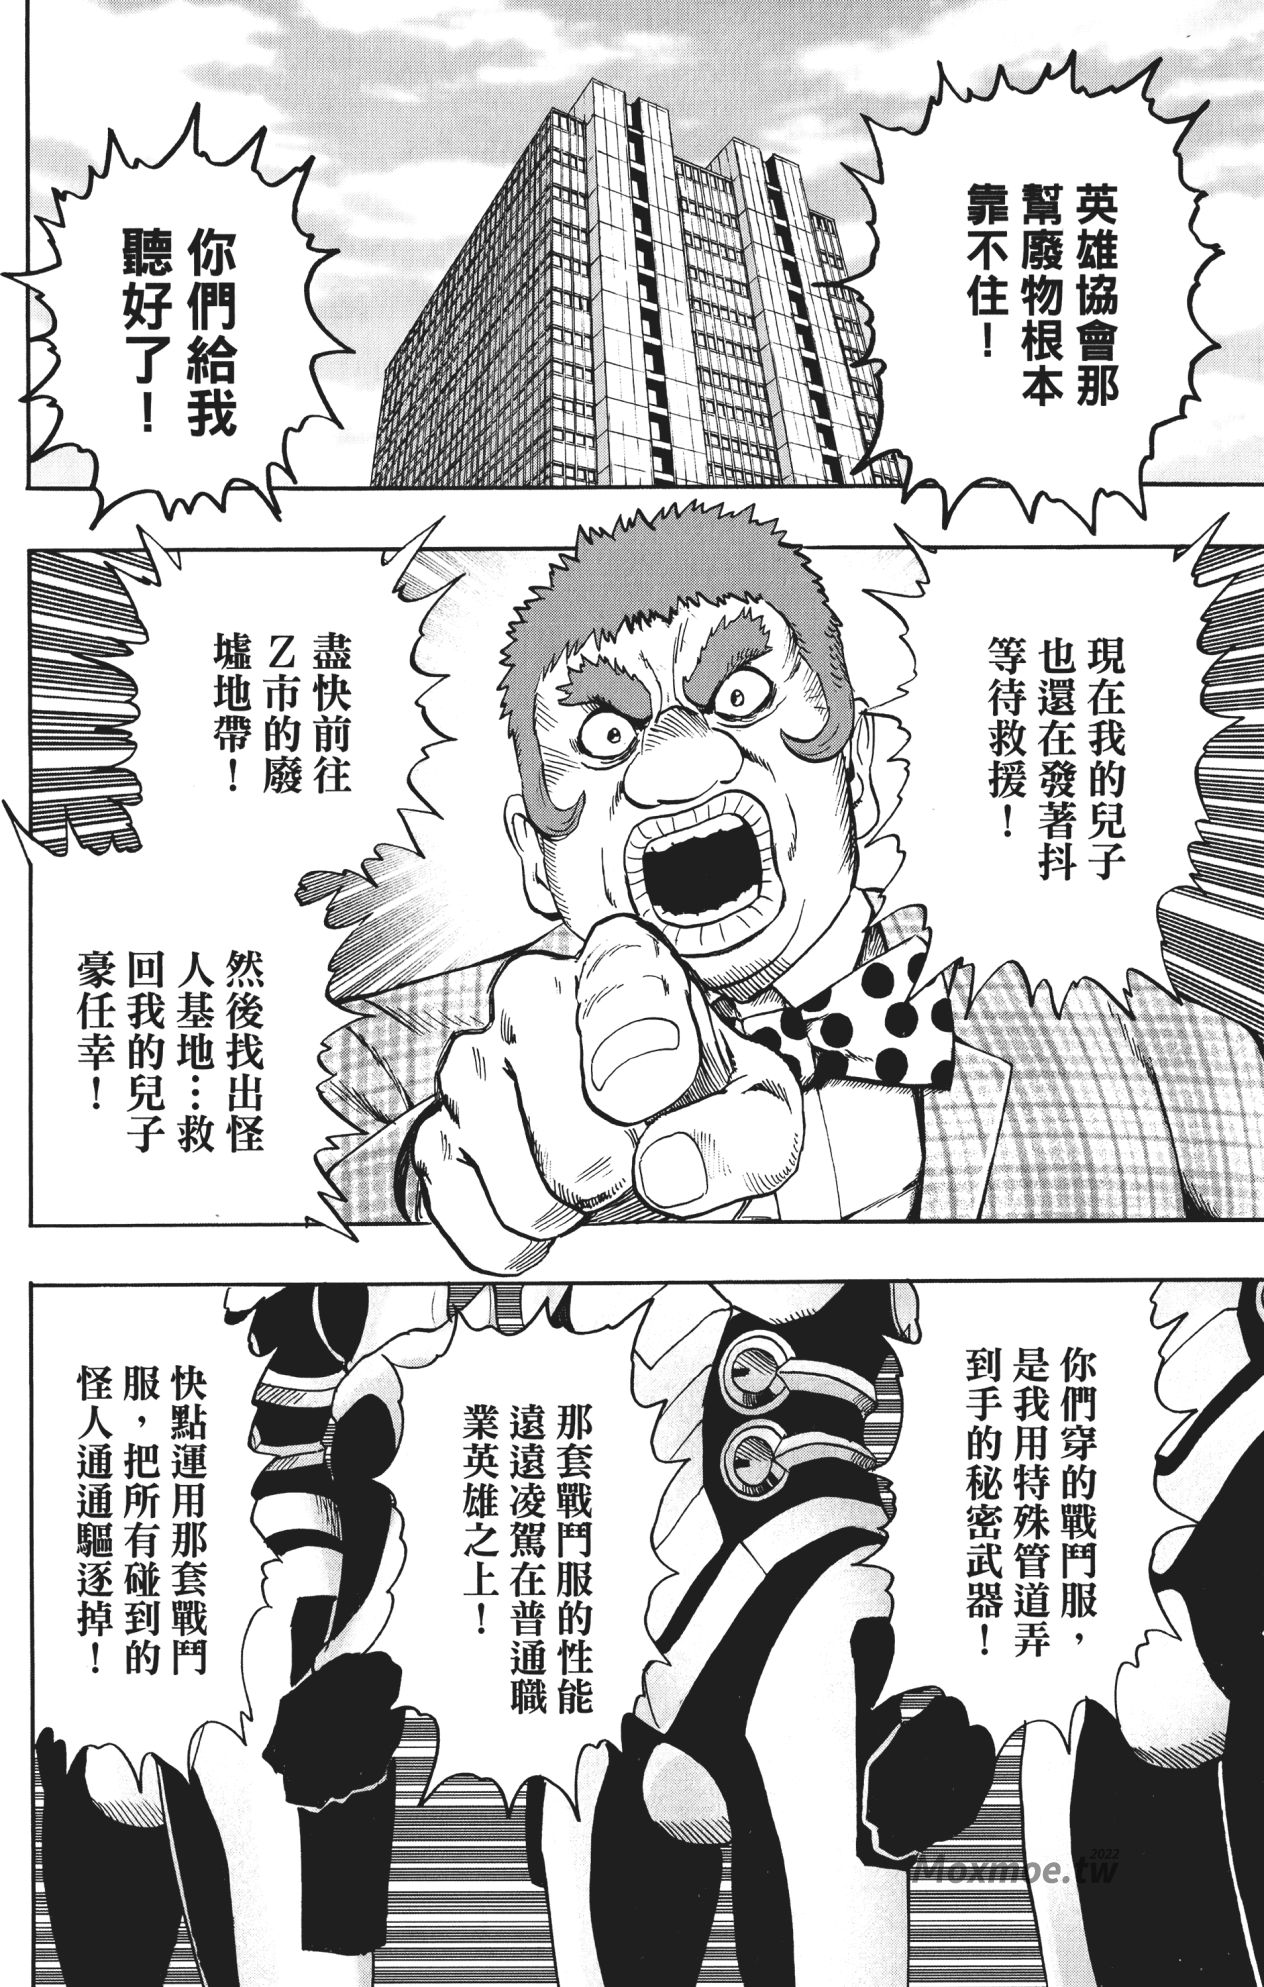 英雄協會那
幫廢物根本
靠不住！
你們給我
聽好了！
現在我的兒子
也還在發著抖
等待救援！
盡快前往
Z市的廢
墟地帶！
然後找出怪
人基地…救
回我的兒子
豪任幸！
你們穿的戰鬥服，
是我用特殊管道弄
到手的秘密武器！
那套戰鬥服的性能
遠遠凌駕在普通職
業英雄之上！
快點運用那套戰鬥
服，把所有碰到的
怪人通通驅逐掉！
2022
Moxmoe.tw